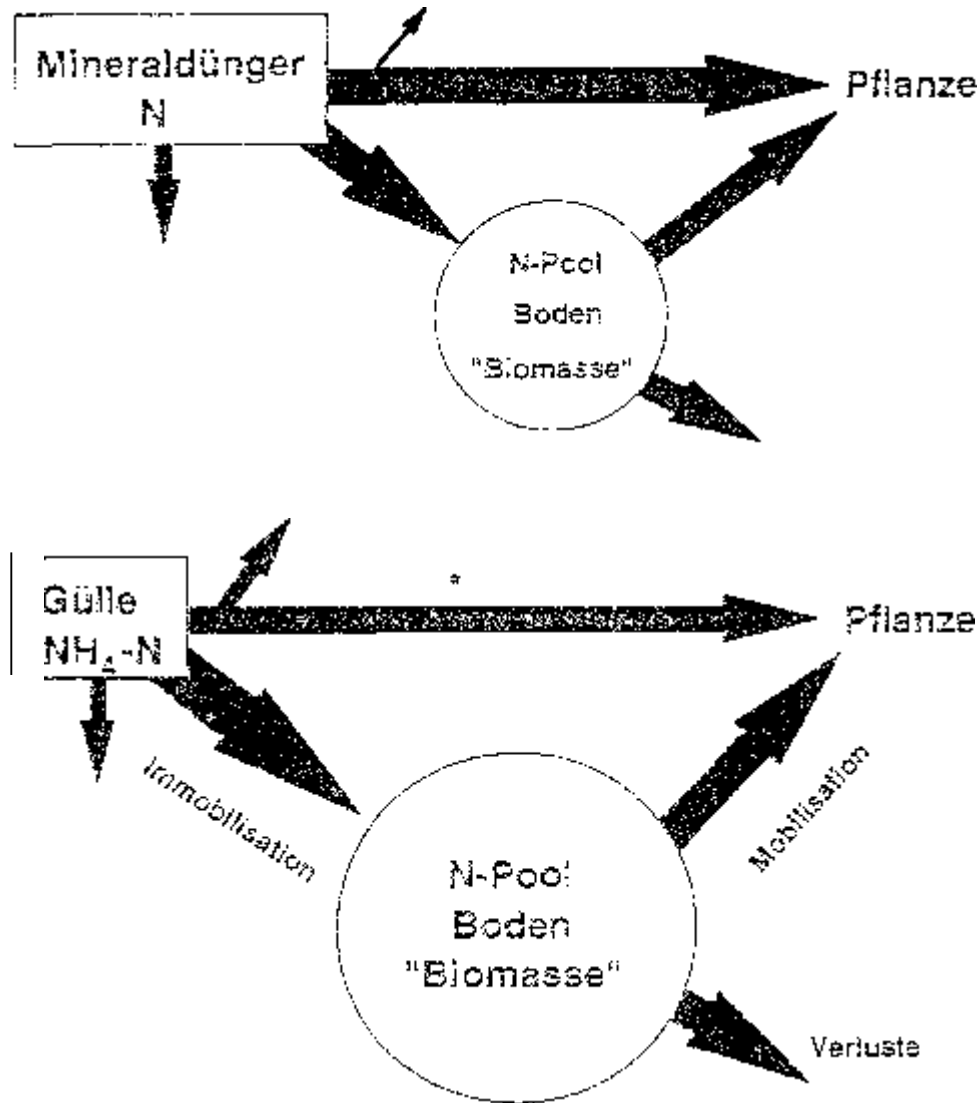 Mineraldünger
N
Pflanze
N-Pool
Boden
"Biomasse"
Gülle
NH₄-N
*
Pflanze
Immobilisation
Mobilisation
N-Pool
Boden
"Biomasse"
Verluste